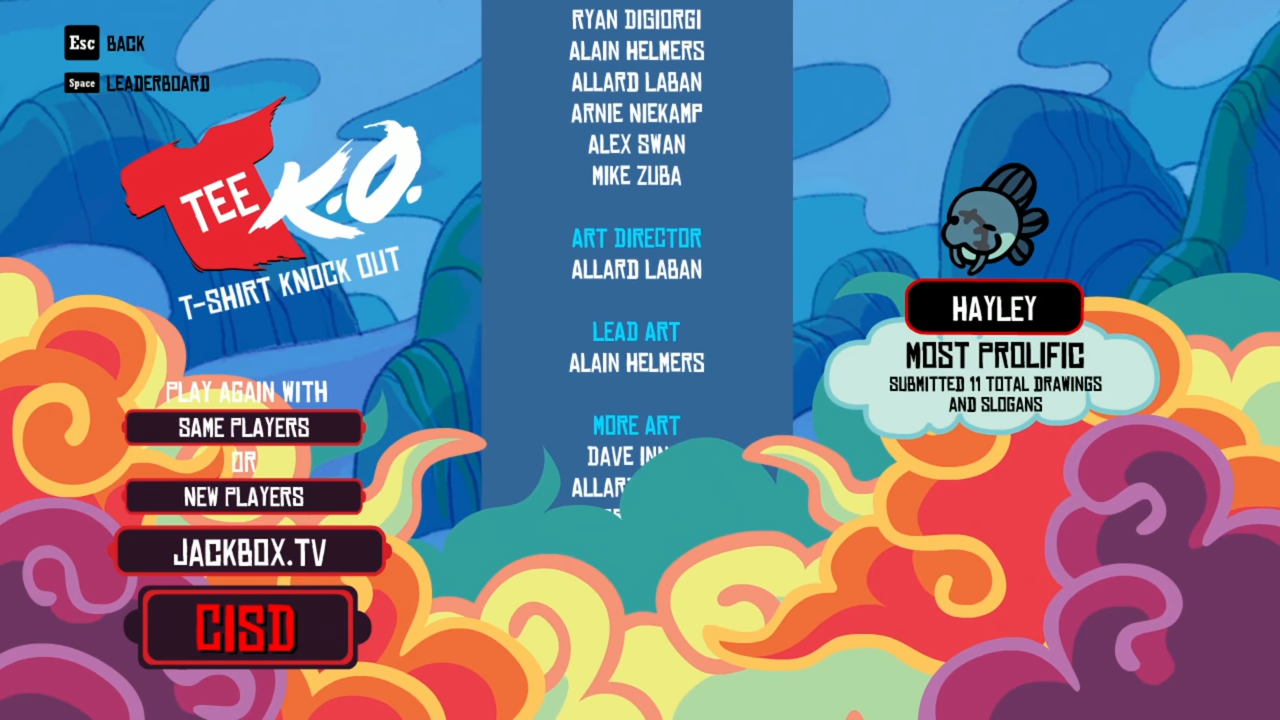 Esc BACK
Space LEADERBOARD
TEE K.O.
T-SHIRT KNOCK OUT
PLAY AGAIN WITH
SAME PLAYERS
OR
NEW PLAYERS
JACKBOX.TV
CISD
RYAN DIGIORGI
ALAIN HELMERS
ALLARD LABAN
ARNIE NIEKAMP
ALEX SWAN
MIKE ZUBA
ART DIRECTOR
ALLARD LABAN
LEAD ART
ALAIN HELMERS
MORE ART
DAVE
HAYLEY
MOST PROLIFIC
SUBMITTED 11 TOTAL DRAWINGS
AND SLOGANS